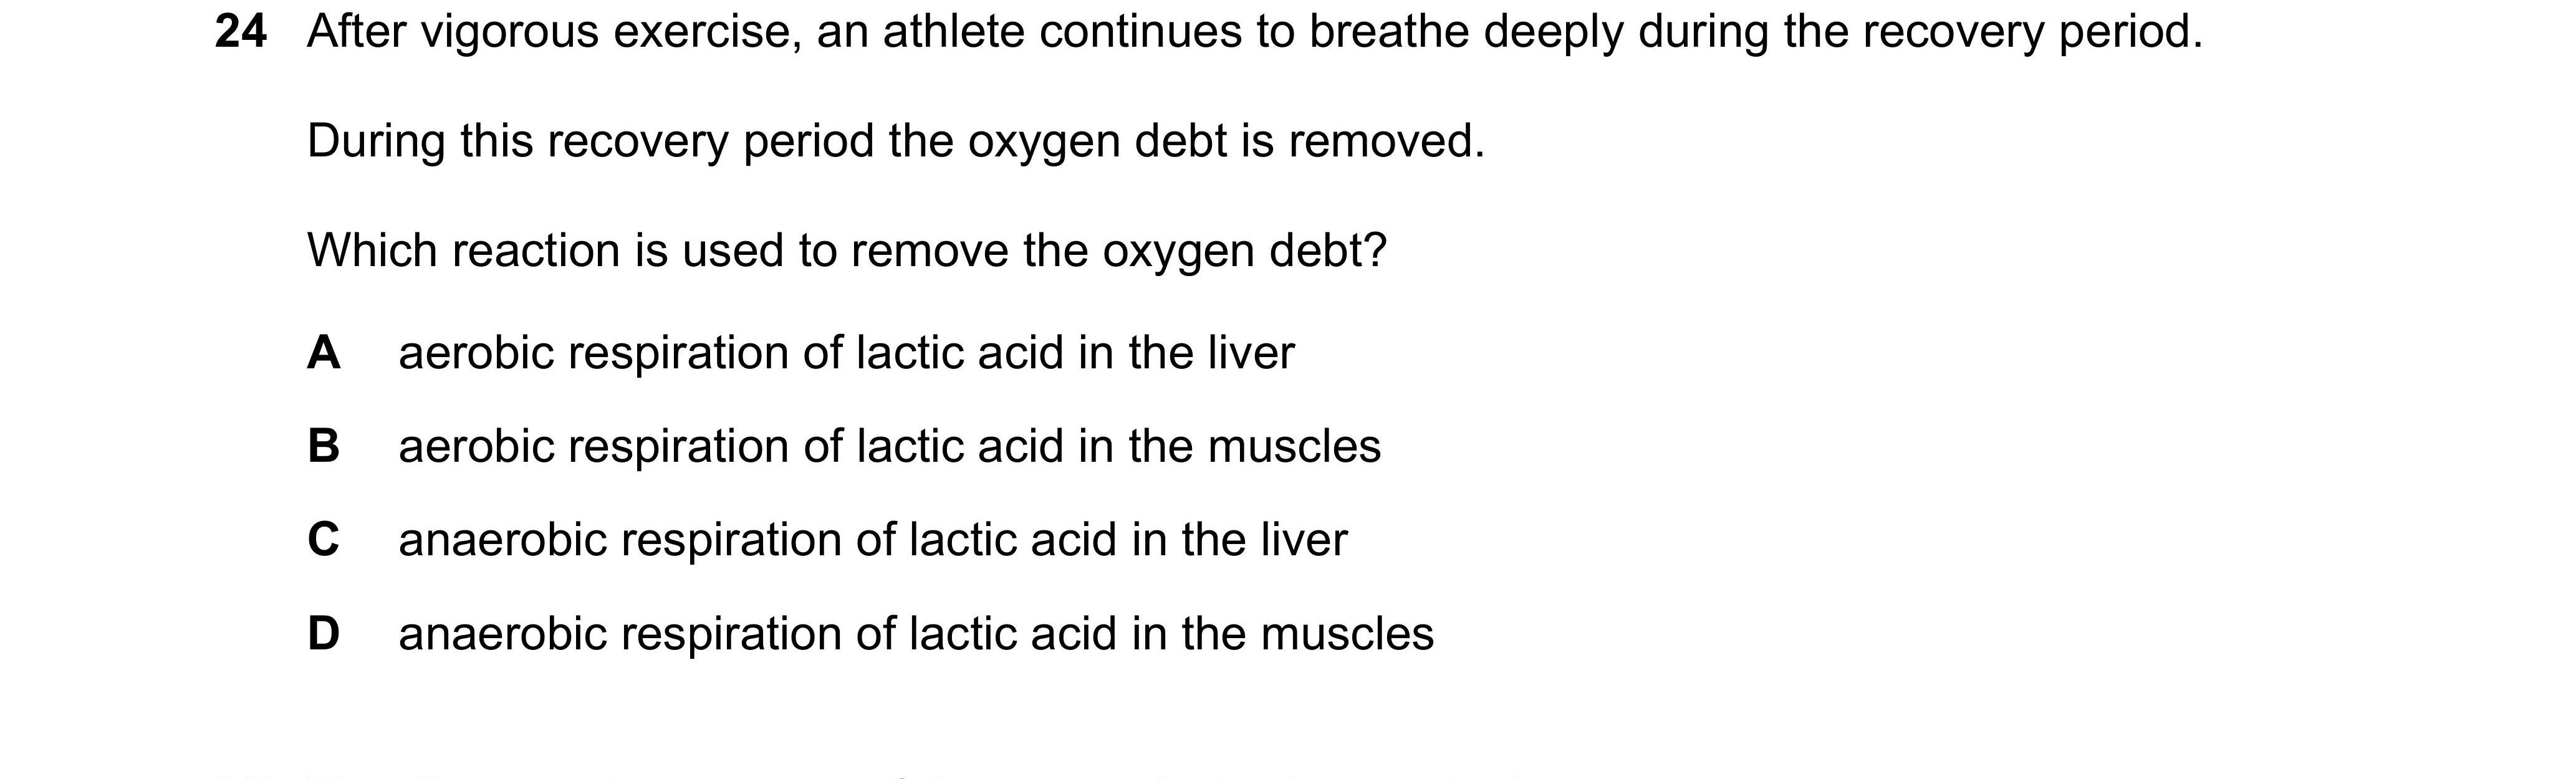 24 After vigorous exercise, an athlete continues to breathe deeply during the recovery period.
During this recovery period the oxygen debt is removed.
Which reaction is used to remove the oxygen debt?
A aerobic respiration of lactic acid in the liver
B aerobic respiration of lactic acid in the muscles
C anaerobic respiration of lactic acid in the liver
D anaerobic respiration of lactic acid in the muscles